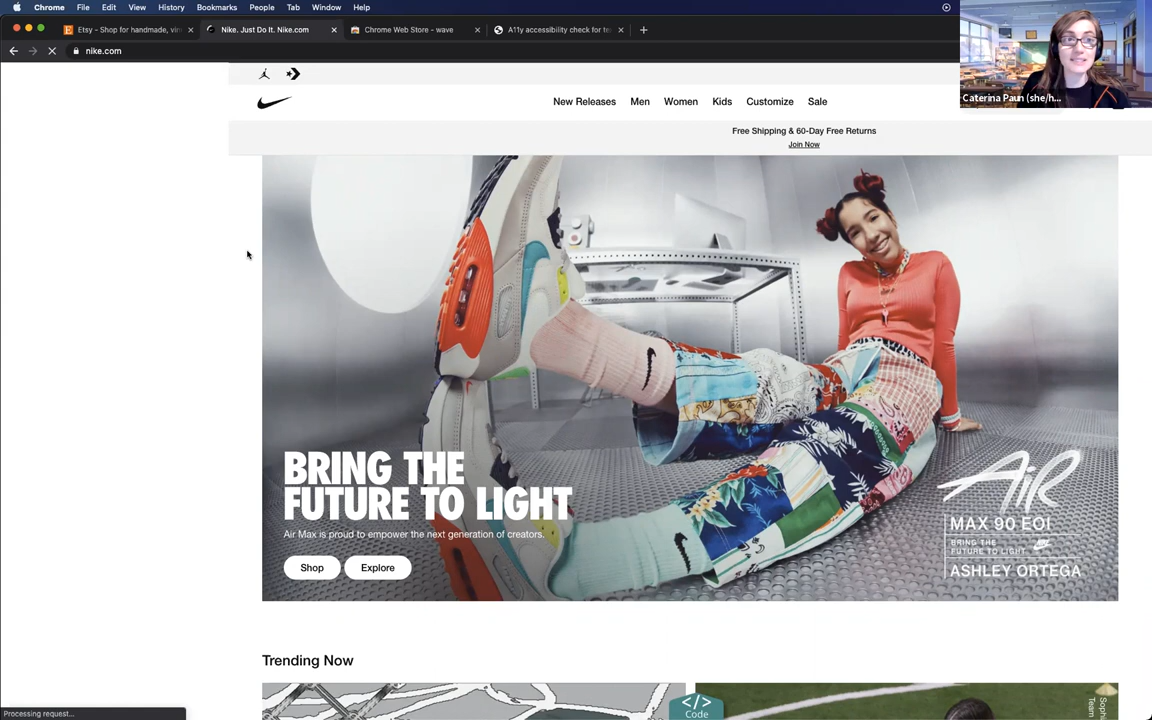 Chrome File Edit View History Bookmarks People Tab Window Help
Etsy - Shop for handmade, vin
Nike. Just Do It. Nike.com
Chrome Web Store - wave
A11y accessibility check for te
nike.com
Caterina Paun (she/h...
New Releases Men Women Kids Customize Sale
Free Shipping & 60-Day Free Returns
Join Now
BRING THE
FUTURE TO LIGHT
Air Max is proud to empower the next generation of creators.
Shop Explore
AIR
MAX 90 EOI
BRING THE
FUTURE TO LIGHT
ASHLEY ORTEGA
Trending Now
</> 
Code
Processing request...